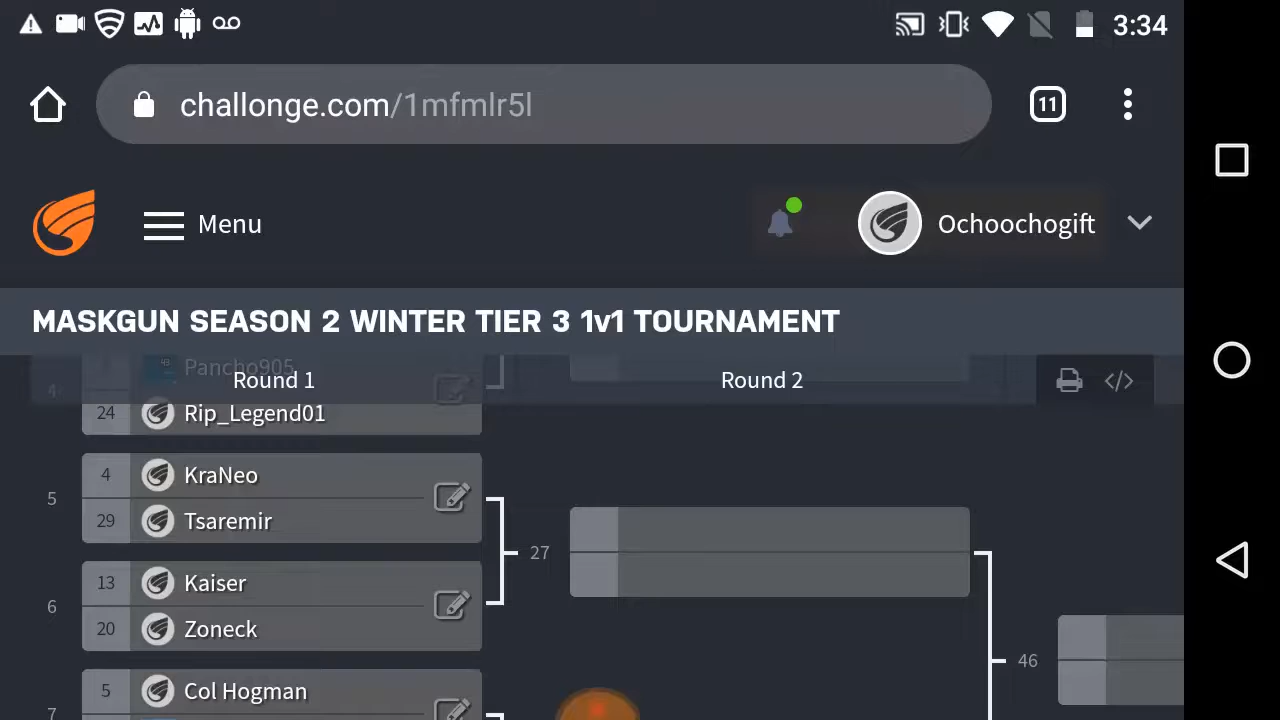 3:34
challonge.com/1mfmlr5l
11
Menu
Ochoochogift
MASKGUN SEASON 2 WINTER TIER 3 1v1 TOURNAMENT
Pancho905
Round 1
Round 2
4
24 Rip_Legend01
4 KraNeo
5
29 Tsaremir
27
13 Kaiser
6
20 Zoneck
46
5 Col Hogman
7